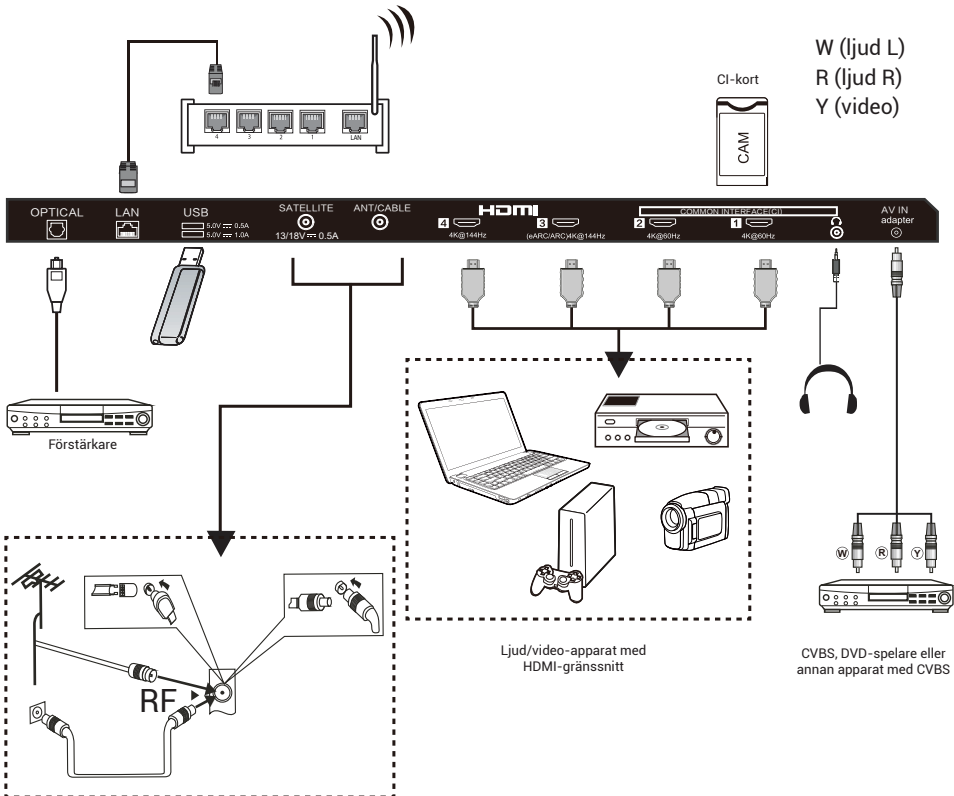 W (ljud L)
R (ljud R)
Y (video)
CI-kort
CAM
4 3 2 1 LAN
OPTICAL
LAN
USB
5.0V ⎓ 0.5A
5.0V ⎓ 1.0A
SATELLITE
13/18V ⎓ 0.5A
ANT/CABLE
HDMI
4
4K@144Hz
3
(eARC/ARC)4K@144Hz
COMMON INTERFACE(CI)
2
4K@60Hz
1
4K@60Hz
AV IN
adapter
Förstärkare
W R Y
RF
Ljud/video-apparat med
HDMI-gränssnitt
CVBS, DVD-spelare eller
annan apparat med CVBS